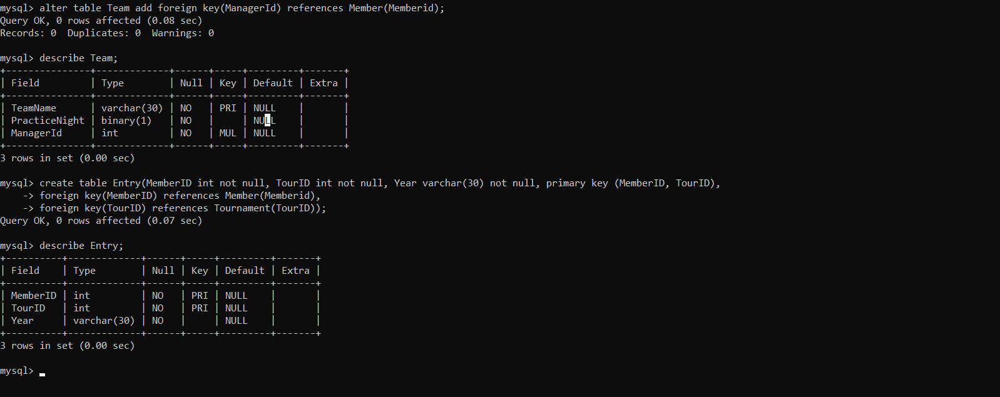 mysql> alter table Team add foreign key(ManagerId) references Member(Memberid);
Query OK, 0 rows affected (0.08 sec)
Records: 0  Duplicates: 0  Warnings: 0
mysql> describe Team;
+---------------+-------------+------+-----+---------+-------+
| Field         | Type        | Null | Key | Default | Extra |
+---------------+-------------+------+-----+---------+-------+
| TeamName      | varchar(30) | NO   | PRI | NULL    |       |
| PracticeNight | binary(1)   | NO   |     | NULL    |       |
| ManagerId     | int         | NO   | MUL | NULL    |       |
+---------------+-------------+------+-----+---------+-------+
3 rows in set (0.00 sec)
mysql> create table Entry(MemberID int not null, TourID int not null, Year varchar(30) not null, primary key (MemberID, TourID),
    -> foreign key(MemberID) references Member(Memberid),
    -> foreign key(TourID) references Tournament(TourID));
Query OK, 0 rows affected (0.07 sec)
mysql> describe Entry;
+----------+-------------+------+-----+---------+-------+
| Field    | Type        | Null | Key | Default | Extra |
+----------+-------------+------+-----+---------+-------+
| MemberID | int         | NO   | PRI | NULL    |       |
| TourID   | int         | NO   | PRI | NULL    |       |
| Year     | varchar(30) | NO   |     | NULL    |       |
+----------+-------------+------+-----+---------+-------+
3 rows in set (0.00 sec)
mysql>